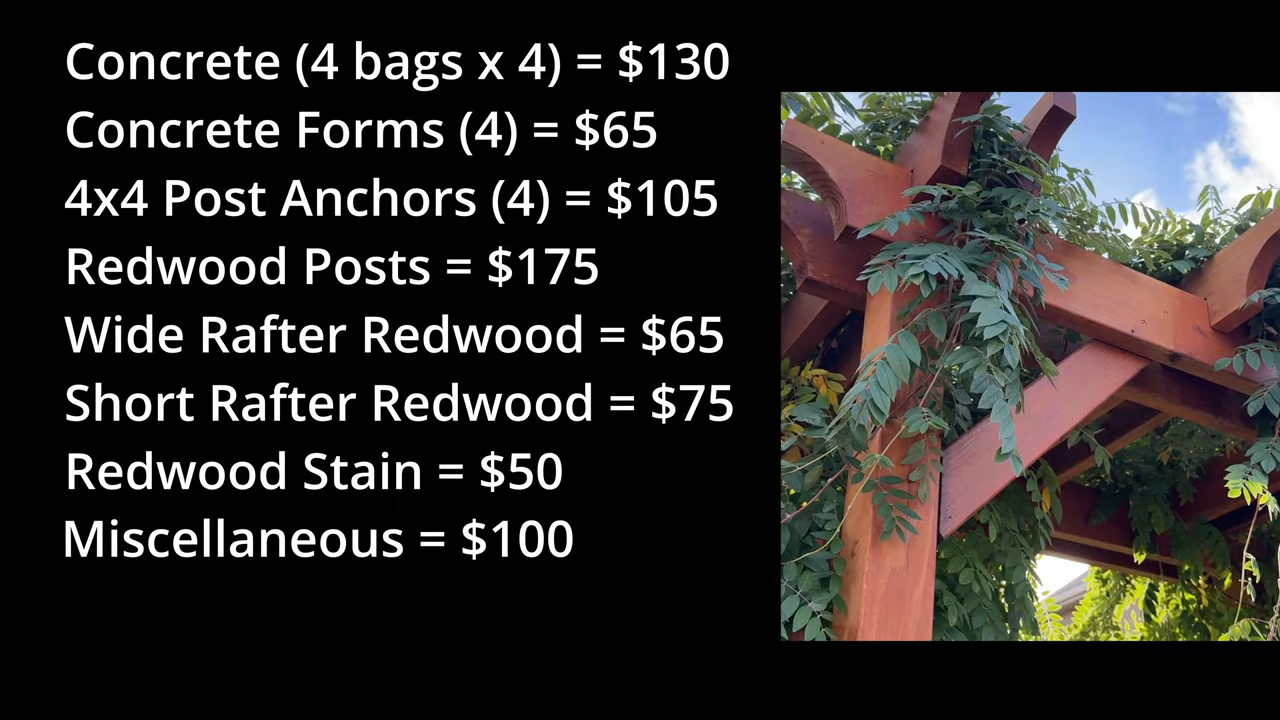 Concrete (4 bags x 4) = $130
Concrete Forms (4) = $65
4x4 Post Anchors (4) = $105
Redwood Posts = $175
Wide Rafter Redwood = $65
Short Rafter Redwood = $75
Redwood Stain = $50
Miscellaneous = $100